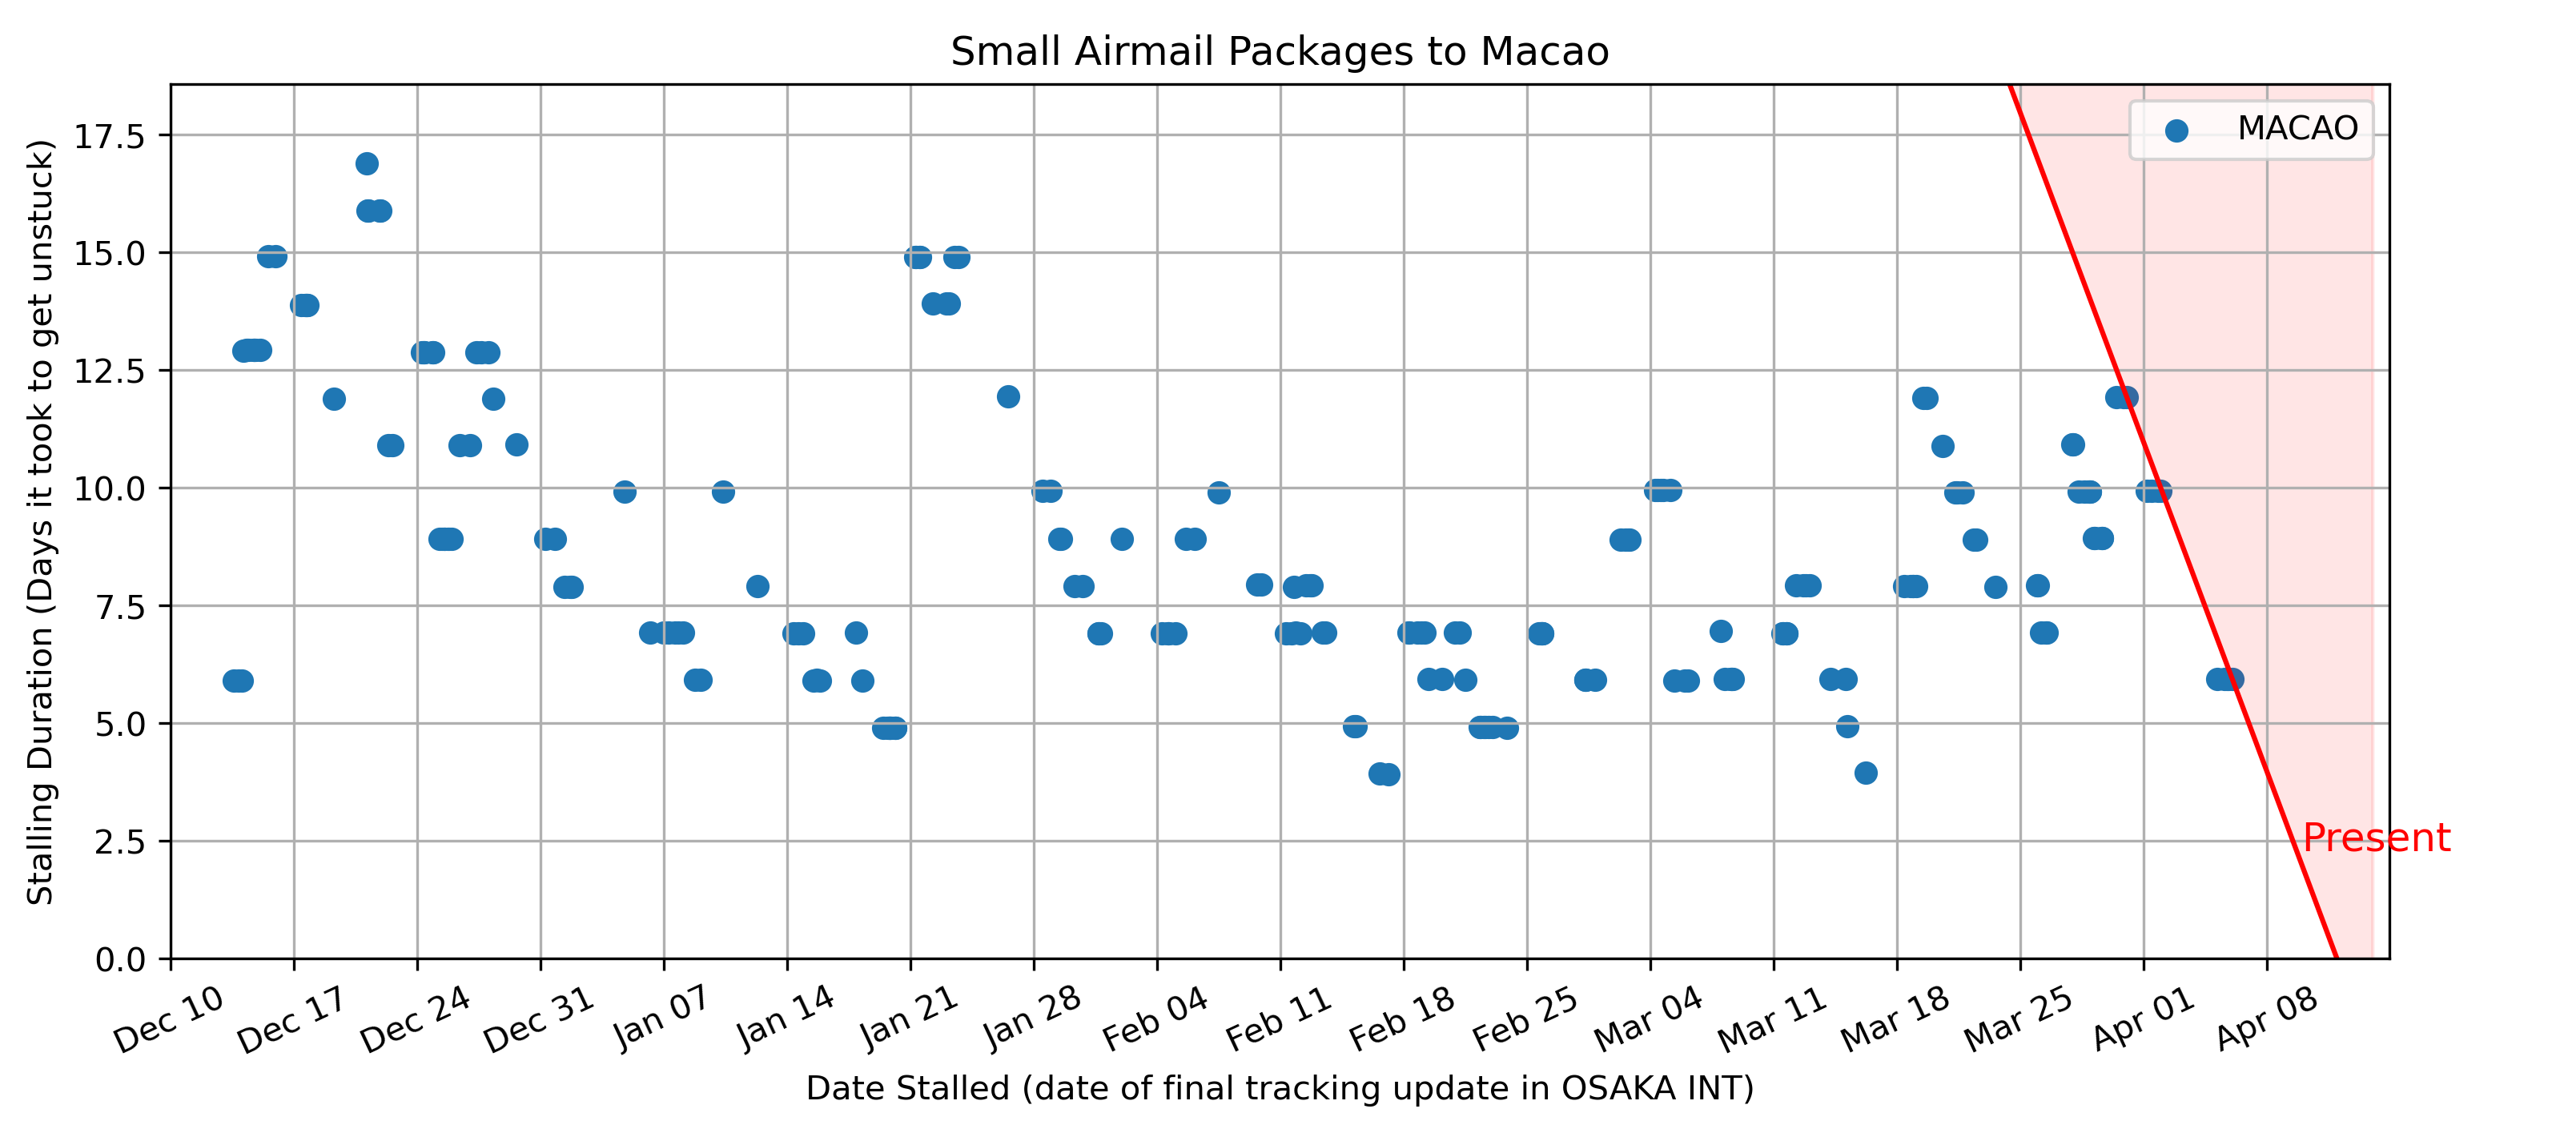 Small Airmail Packages to Macao
MACAO
Stalling Duration (Days it took to get unstuck)
17.5
15.0
12.5
10.0
7.5
5.0
2.5
0.0
Present
Dec 10 Dec 17 Dec 24 Dec 31 Jan 07 Jan 14 Jan 21 Jan 28 Feb 04 Feb 11 Feb 18 Feb 25 Mar 04 Mar 11 Mar 18 Mar 25 Apr 01 Apr 08
Date Stalled (date of final tracking update in OSAKA INT)